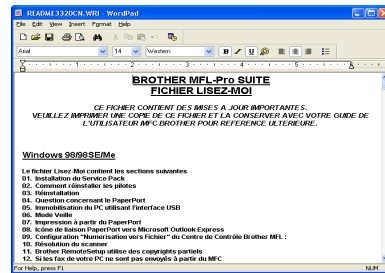 README3320CN.WRI - WordPad
File Edit View Insert Format Help
Arial 14 Western
1 2 3 4 5
BROTHER MFL-Pro SUITE
FICHIER LISEZ-MOI
CE FICHIER CONTIENT DES MISES A JOUR IMPORTANTES.
VEUILLEZ IMPRIMER UNE COPIE DE CE FICHIER ET LA CONSERVER AVEC VOTRE GUIDE DE
L'UTILISATEUR MFC BROTHER POUR REFERENCE ULTERIEURE.
Windows 98/98SE/Me
Le fichier Lisez-Moi contient les sections suivantes
01. Installation du Service Pack
02. Comment réinstaller les pilotes
03. Réinstallation
04. Question concernant le PaperPort
05. Immobilisation du PC utilisant l'interface USB
06. Mode Veille
07. Impression à partir du PaperPort
08. Icône de liaison PaperPort vers Microsoft Outlook Express
09. Configuration "Numerisation vers Fichier" du Centre de Contrôle Brother MFL :
10. Résolution du scanner
11. Brother RemoteSetup utilise des copyrights partiels
12. Si les fax de votre PC ne sont pas envoyés à partir du MFC
For Help, press F1
NUM